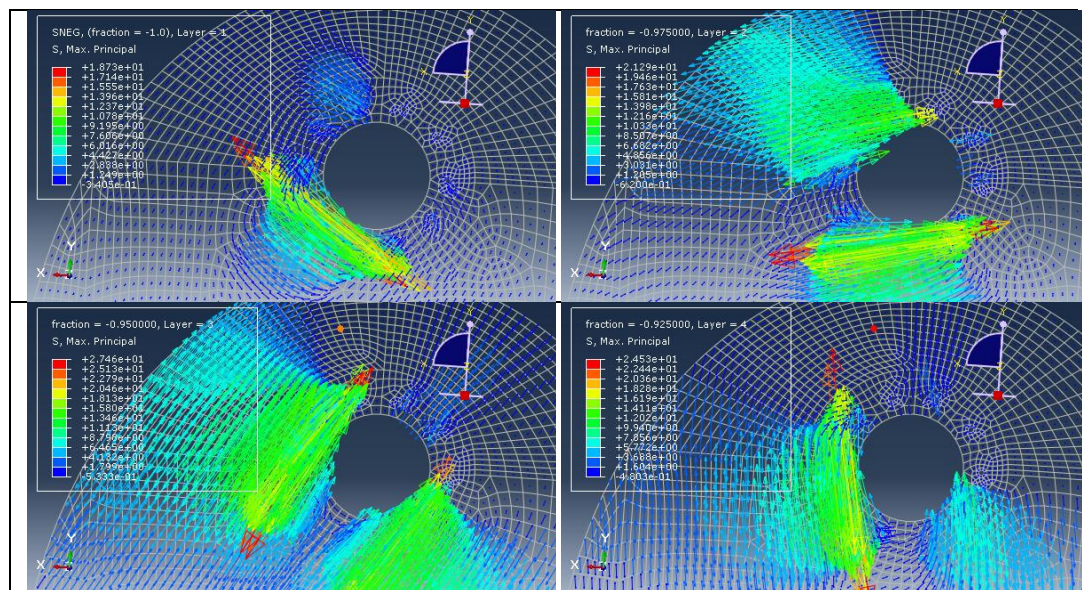 SNEG, (fraction = -1.0), Layer = 1
S, Max. Principal
+1.873e+01
+1.714e+01
+1.555e+01
+1.396e+01
+1.237e+01
+1.078e+01
+9.195e+00
+7.606e+00
+6.016e+00
+4.427e+00
+2.838e+00
+1.249e+00
-3.405e-01
Y
X
Z
Y
X
fraction = -0.975000, Layer = 2
S, Max. Principal
+2.129e+01
+1.946e+01
+1.763e+01
+1.581e+01
+1.398e+01
+1.216e+01
+1.033e+01
+8.507e+00
+6.682e+00
+4.856e+00
+3.031e+00
+1.205e+00
-6.200e-01
Y
X
Z
Y
X
fraction = -0.950000, Layer = 3
S, Max. Principal
+2.746e+01
+2.513e+01
+2.279e+01
+2.046e+01
+1.813e+01
+1.580e+01
+1.346e+01
+1.113e+01
+8.798e+00
+6.465e+00
+4.132e+00
+1.799e+00
-5.333e-01
Y
X
Y
X
fraction = -0.925000, Layer = 4
S, Max. Principal
+2.453e+01
+2.244e+01
+2.036e+01
+1.828e+01
+1.619e+01
+1.411e+01
+1.202e+01
+9.940e+00
+7.856e+00
+5.772e+00
+3.688e+00
+1.604e+00
-4.803e-01
Y
X
Y
X